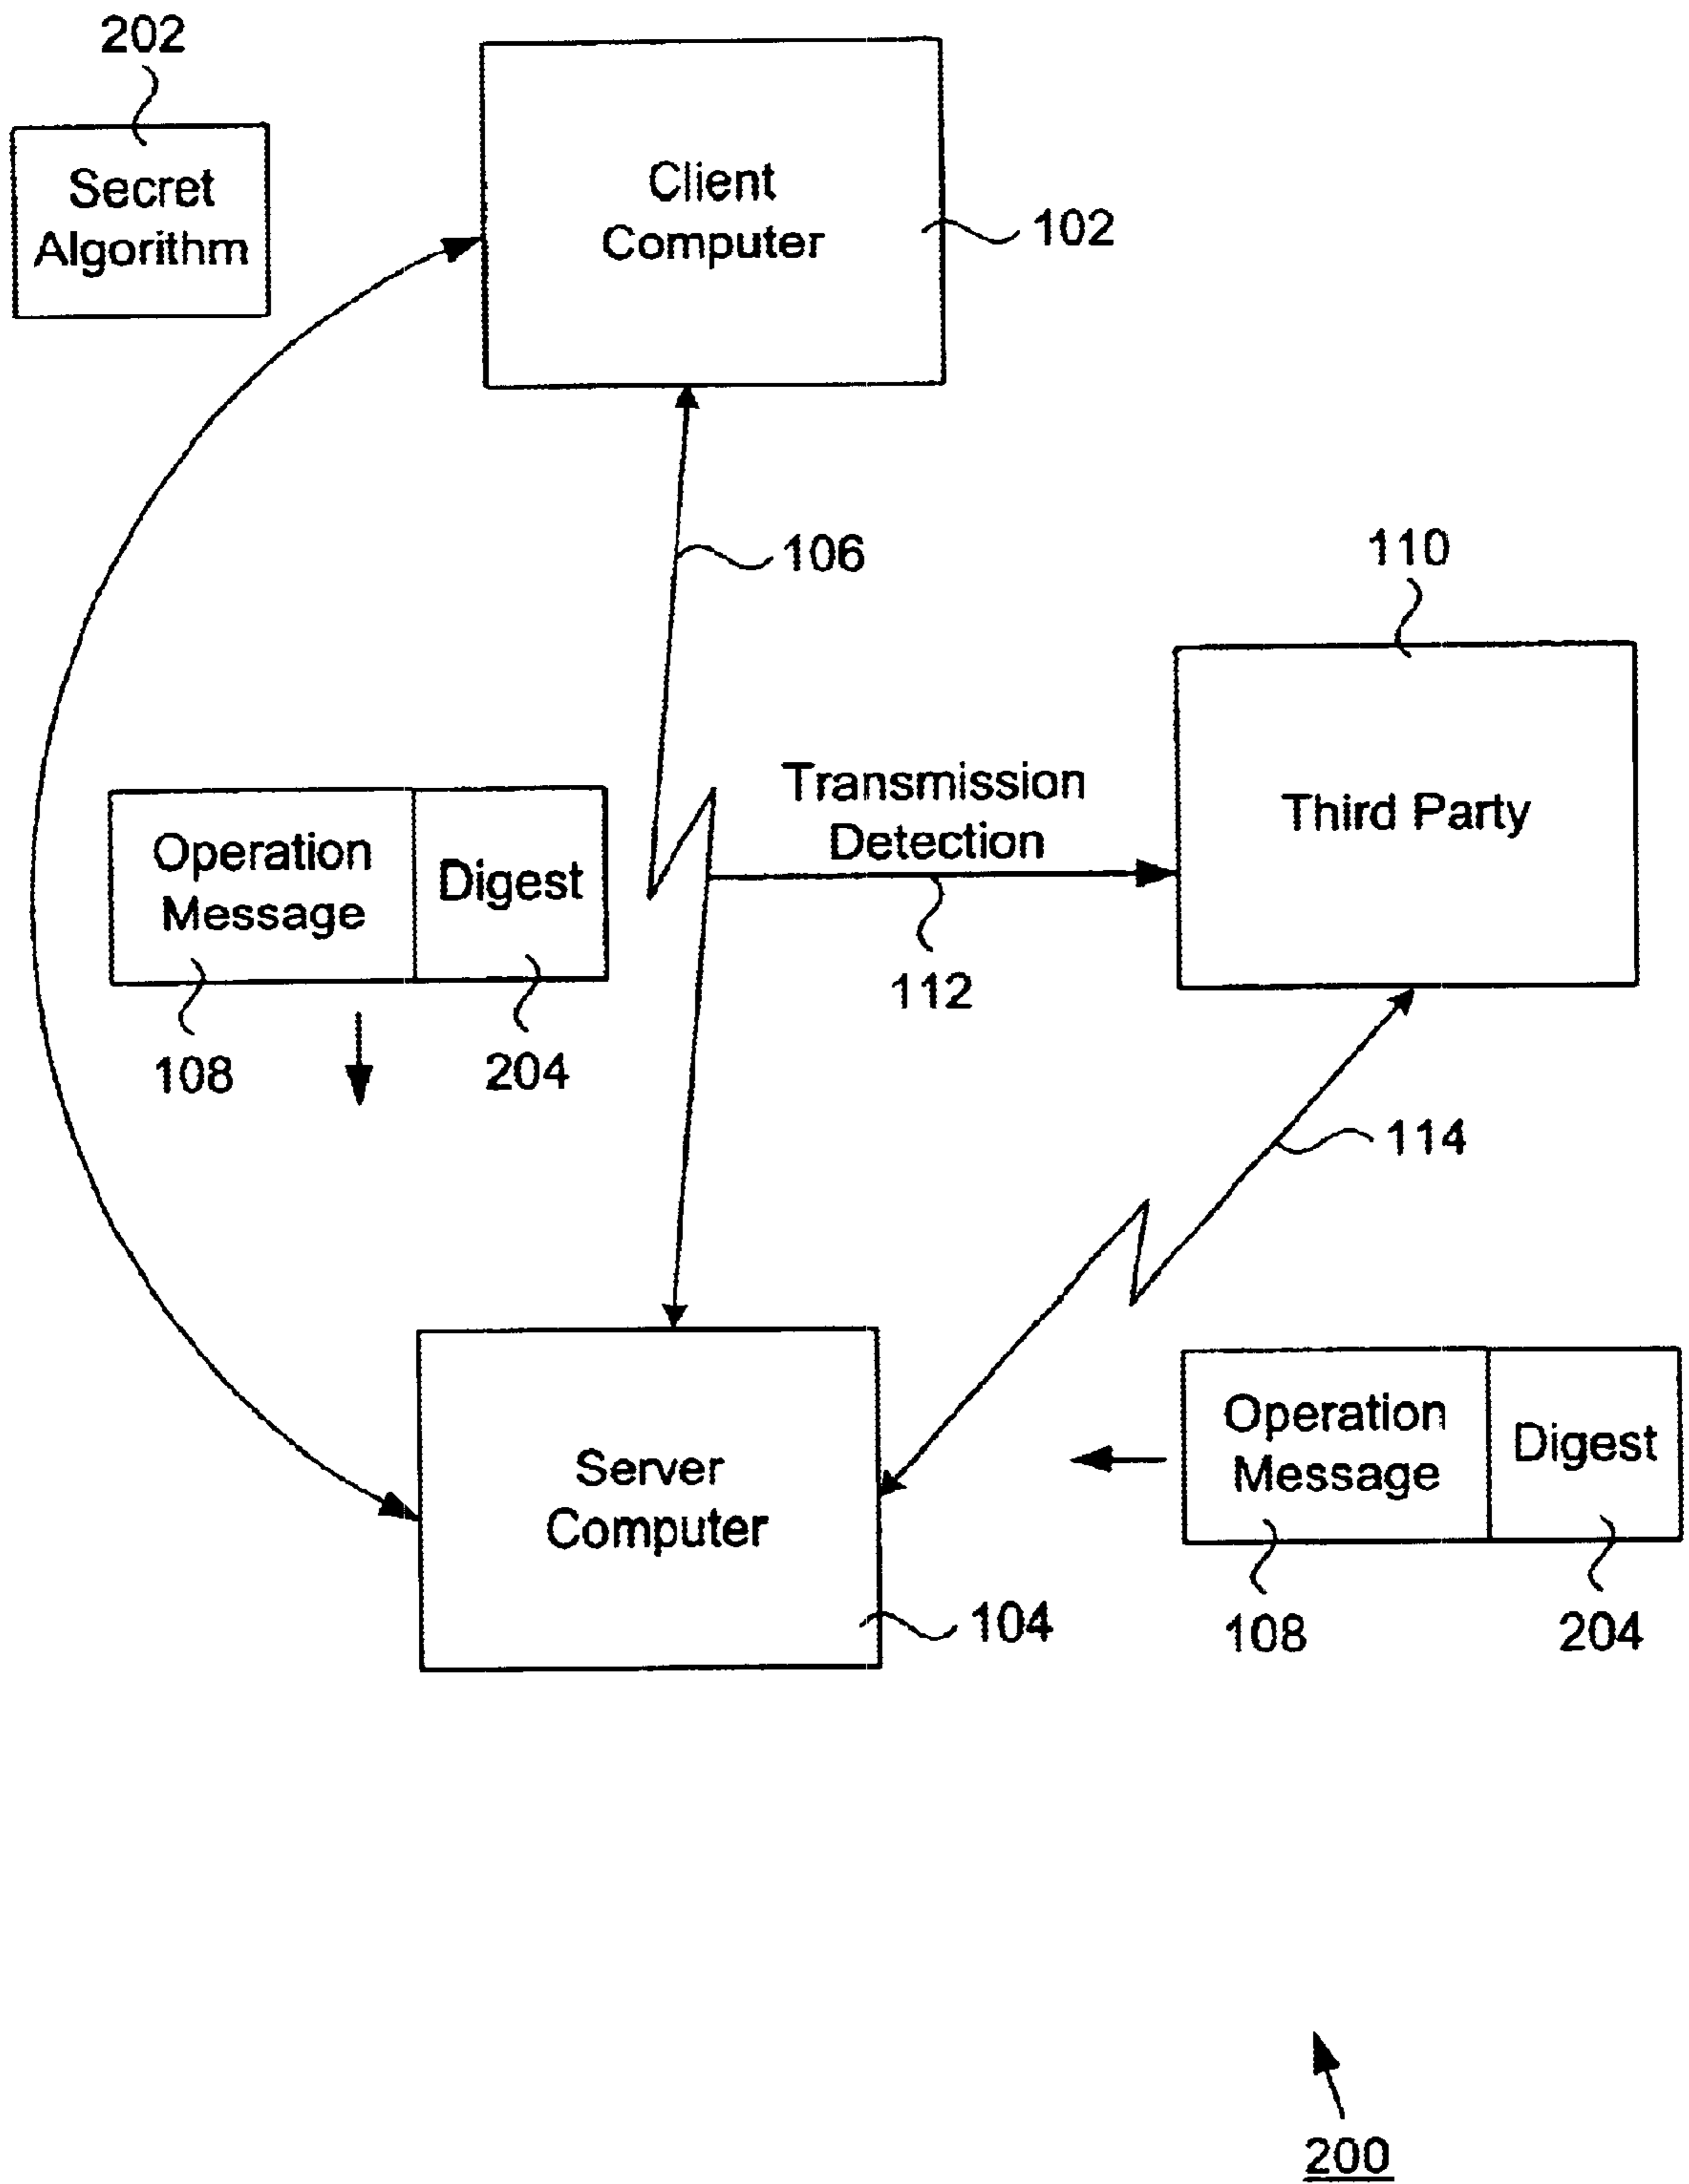 202
Secret
Algorithm
Client
Computer
102
106
110
Third Party
Transmission
Detection
112
Operation
Message
Digest
108
204
114
Server
Computer
104
Operation
Message
Digest
108
204
200